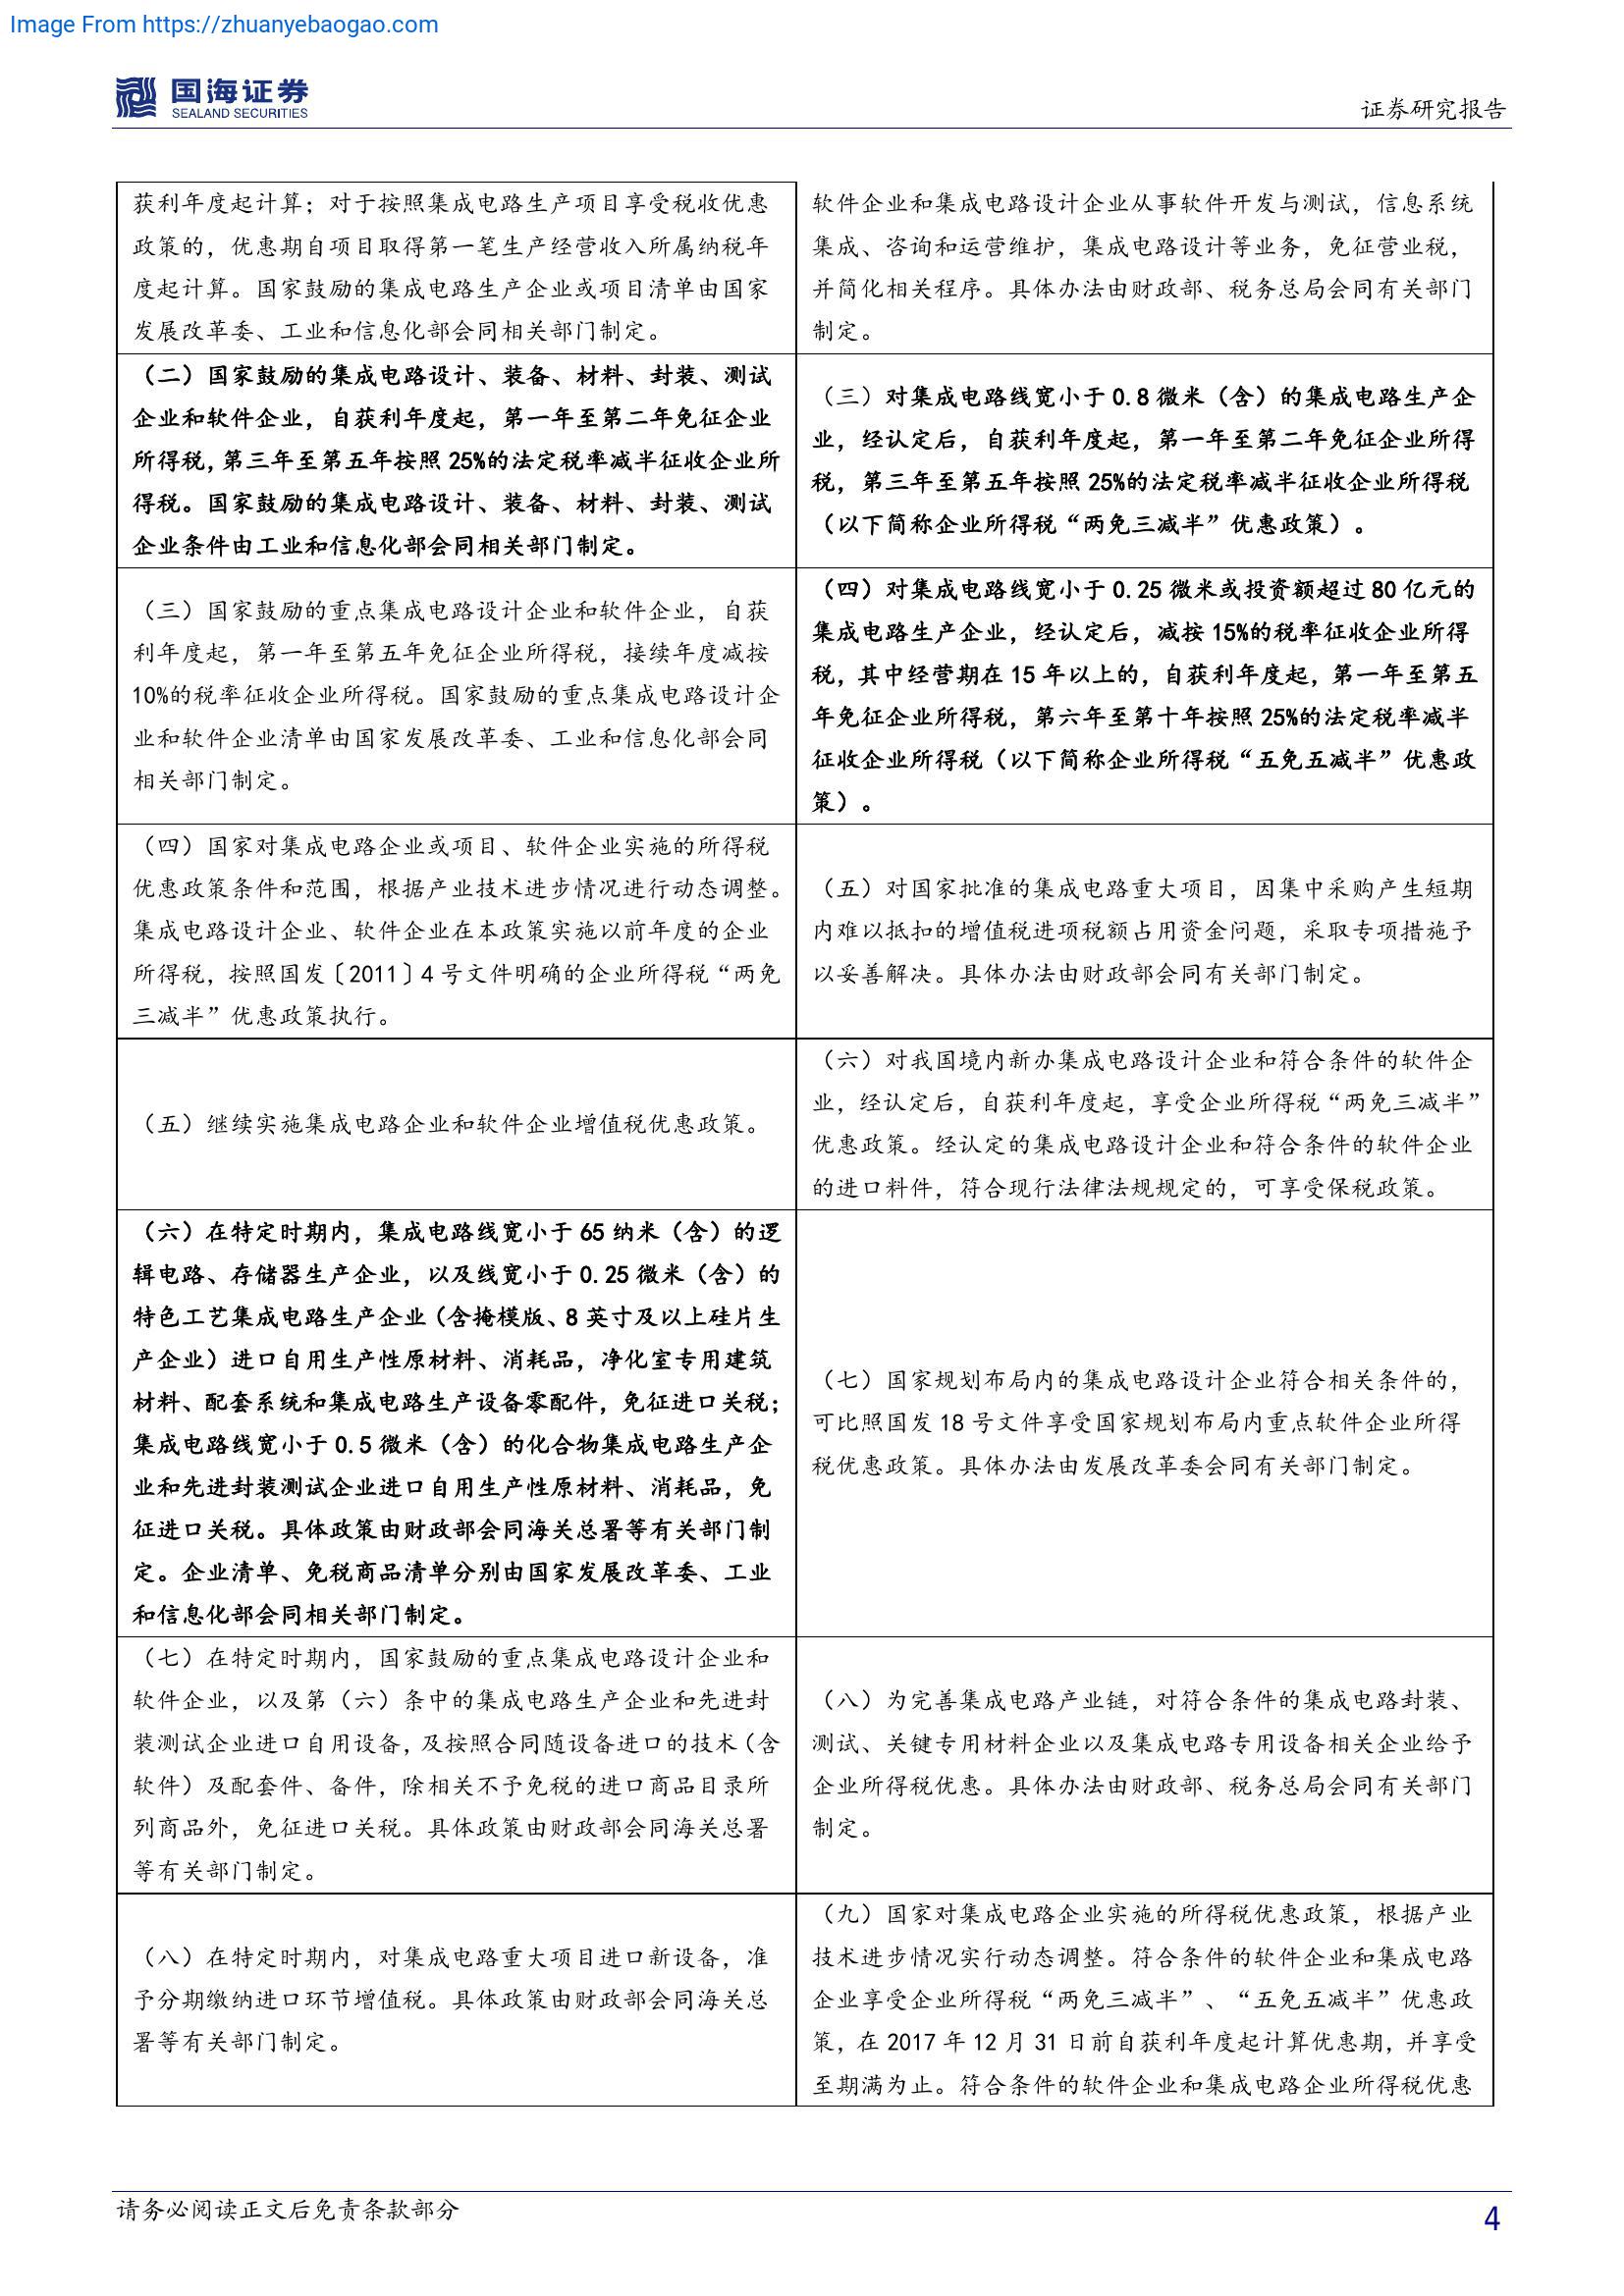 Image From https://zhuanyebaogao.com
国海证券
SEALAND SECURITIES
证券研究报告
获利年度起计算；对于按照集成电路生产项目享受税收优惠
政策的，优惠期自项目取得第一笔生产经营收入所属纳税年
度起计算。国家鼓励的集成电路生产企业或项目清单由国家
发展改革委、工业和信息化部会同相关部门制定。
软件企业和集成电路设计企业从事软件开发与测试，信息系统
集成、咨询和运营维护，集成电路设计等业务，免征营业税，
并简化相关程序。具体办法由财政部、税务总局会同有关部门
制定。
（二）国家鼓励的集成电路设计、装备、材料、封装、测试
企业和软件企业，自获利年度起，第一年至第二年免征企业
所得税，第三年至第五年按照 25%的法定税率减半征收企业所
得税。国家鼓励的集成电路设计、装备、材料、封装、测试
企业条件由工业和信息化部会同相关部门制定。
（三）对集成电路线宽小于 0.8 微米（含）的集成电路生产企
业，经认定后，自获利年度起，第一年至第二年免征企业所得
税，第三年至第五年按照 25%的法定税率减半征收企业所得税
（以下简称企业所得税“两免三减半”优惠政策）。
（三）国家鼓励的重点集成电路设计企业和软件企业，自获
利年度起，第一年至第五年免征企业所得税，接续年度减按
10%的税率征收企业所得税。国家鼓励的重点集成电路设计企
业和软件企业清单由国家发展改革委、工业和信息化部会同
相关部门制定。
（四）对集成电路线宽小于 0.25 微米或投资额超过 80 亿元的
集成电路生产企业，经认定后，减按 15%的税率征收企业所得
税，其中经营期在 15 年以上的，自获利年度起，第一年至第五
年免征企业所得税，第六年至第十年按照 25%的法定税率减半
征收企业所得税（以下简称企业所得税“五免五减半”优惠政
策）。
（四）国家对集成电路企业或项目、软件企业实施的所得税
优惠政策条件和范围，根据产业技术进步情况进行动态调整。
集成电路设计企业、软件企业在本政策实施以前年度的企业
所得税，按照国发〔2011〕4 号文件明确的企业所得税“两免
三减半”优惠政策执行。
（五）对国家批准的集成电路重大项目，因集中采购产生短期
内难以抵扣的增值税进项税额占用资金问题，采取专项措施予
以妥善解决。具体办法由财政部会同有关部门制定。
（五）继续实施集成电路企业和软件企业增值税优惠政策。
（六）对我国境内新办集成电路设计企业和符合条件的软件企
业，经认定后，自获利年度起，享受企业所得税“两免三减半”
优惠政策。经认定的集成电路设计企业和符合条件的软件企业
的进口料件，符合现行法律法规规定的，可享受保税政策。
（六）在特定时期内，集成电路线宽小于 65 纳米（含）的逻
辑电路、存储器生产企业，以及线宽小于 0.25 微米（含）的
特色工艺集成电路生产企业（含掩模版、8 英寸及以上硅片生
产企业）进口自用生产性原材料、消耗品，净化室专用建筑
材料、配套系统和集成电路生产设备零配件，免征进口关税；
集成电路线宽小于 0.5 微米（含）的化合物集成电路生产企
业和先进封装测试企业进口自用生产性原材料、消耗品，免
征进口关税。具体政策由财政部会同海关总署等有关部门制
定。企业清单、免税商品清单分别由国家发展改革委、工业
和信息化部会同相关部门制定。
（七）国家规划布局内的集成电路设计企业符合相关条件的，
可比照国发 18 号文件享受国家规划布局内重点软件企业所得
税优惠政策。具体办法由发展改革委会同有关部门制定。
（七）在特定时期内，国家鼓励的重点集成电路设计企业和
软件企业，以及第（六）条中的集成电路生产企业和先进封
装测试企业进口自用设备，及按照合同随设备进口的技术（含
软件）及配套件、备件，除相关不予免税的进口商品目录所
列商品外，免征进口关税。具体政策由财政部会同海关总署
等有关部门制定。
（八）为完善集成电路产业链，对符合条件的集成电路封装、
测试、关键专用材料企业以及集成电路专用设备相关企业给予
企业所得税优惠。具体办法由财政部、税务总局会同有关部门
制定。
（八）在特定时期内，对集成电路重大项目进口新设备，准
予分期缴纳进口环节增值税。具体政策由财政部会同海关总
署等有关部门制定。
（九）国家对集成电路企业实施的所得税优惠政策，根据产业
技术进步情况实行动态调整。符合条件的软件企业和集成电路
企业享受企业所得税“两免三减半”、“五免五减半”优惠政
策，在 2017 年 12 月 31 日前自获利年度起计算优惠期，并享受
至期满为止。符合条件的软件企业和集成电路企业所得税优惠
请务必阅读正文后免责条款部分
4